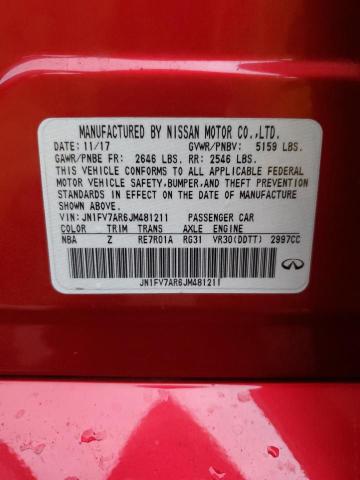 MANUFACTURED BY NISSAN MOTOR CO.,LTD.
DATE: 11/17 GVWR/PNBV: 5159 LBS.
GAWR/PNBE FR: 2646 LBS. RR: 2546 LBS.
THIS VEHICLE CONFORMS TO ALL APPLICABLE FEDERAL
MOTOR VEHICLE SAFETY,BUMPER,AND THEFT PREVENTION
STANDARDS IN EFFECT ON THE DATE OF MANUFACTURE
SHOWN ABOVE.
VIN:JN1FV7AR6JM481211 PASSENGER CAR
COLOR TRIM TRANS AXLE ENGINE
NBA Z RE7R01A RG31 VR30(DDTT) 2997CC
JN1FV7AR6JM481211